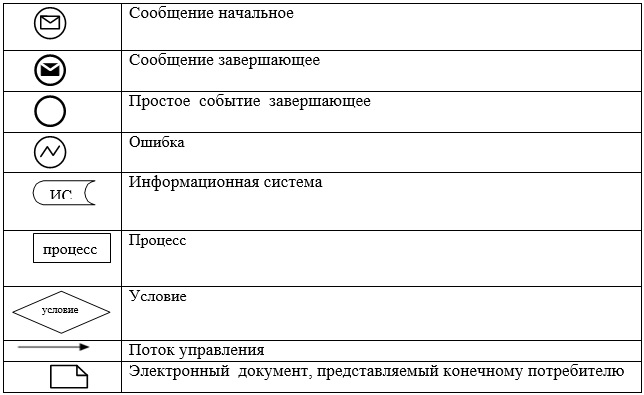 Сообщение начальное
Сообщение завершающее
Простое событие завершающее
Ошибка
ИС
Информационная система
процесс
Процесс
условие
Условие
Поток управления
Электронный документ, представляемый конечному потребителю